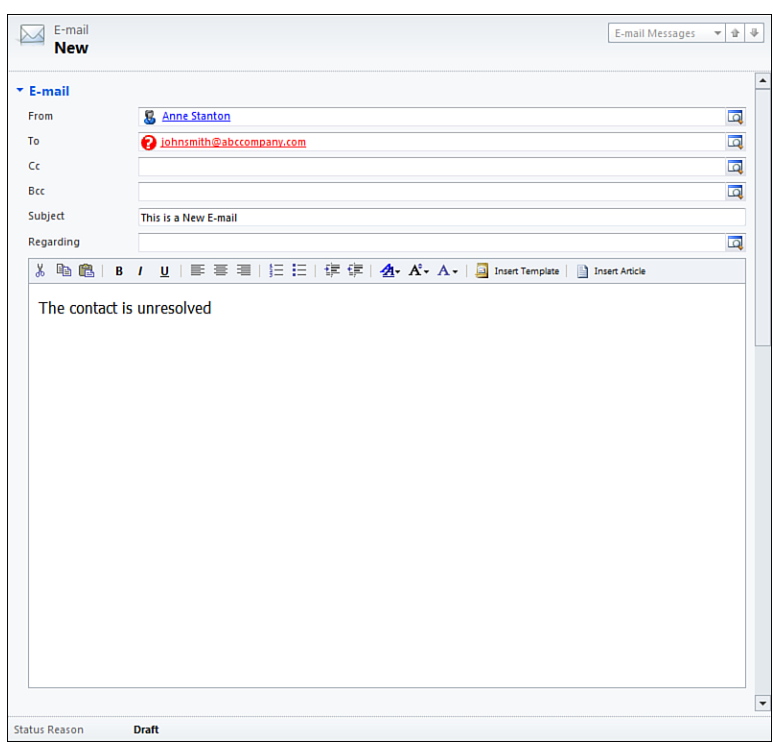 E-mail
New
E-mail Messages
E-mail
From Anne Stanton
To johnsmith@abccompany.com
Cc
Bcc
Subject This is a New E-mail
Regarding
B I U A A A Insert Template Insert Article
The contact is unresolved
Status Reason Draft